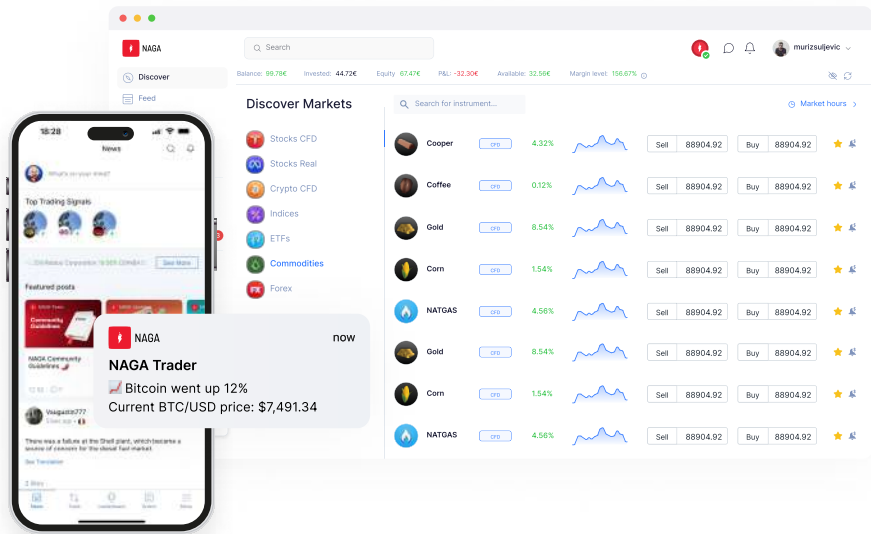 NAGA
Search
murizsuljevic
Discover
Feed
Balance: 99.78€ Invested: 44.72€ Equity 67.47€ P&L: -32.30€ Available: 32.56€ Margin level: 156.67%
Discover Markets
Search for instrument...
Market hours
Stocks CFD
Stocks Real
Crypto CFD
Indices
ETFs
Commodities
FX Forex
Cooper CFD 4.32% Sell 88904.92 Buy 88904.92
Coffee CFD 0.12% Sell 88904.92 Buy 88904.92
Gold CFD 8.54% Sell 88904.92 Buy 88904.92
Corn CFD 1.54% Sell 88904.92 Buy 88904.92
NATGAS CFD 4.56% Sell 88904.92 Buy 88904.92
Gold CFD 8.54% Sell 88904.92 Buy 88904.92
Corn CFD 1.54% Sell 88904.92 Buy 88904.92
NATGAS CFD 4.56% Sell 88904.92 Buy 88904.92
3
18:28
News
What's on your mind?
Top Trading Signals
See More
Featured posts
Community
Guidelines
NAGA Community
Guidelines
NAGA now
NAGA Trader
Bitcoin went up 12%
Current BTC/USD price: $7,491.34
There was a failure at the Shell plant, which became a
source of concern for the diesel fuel market.
See Translation
2 likes